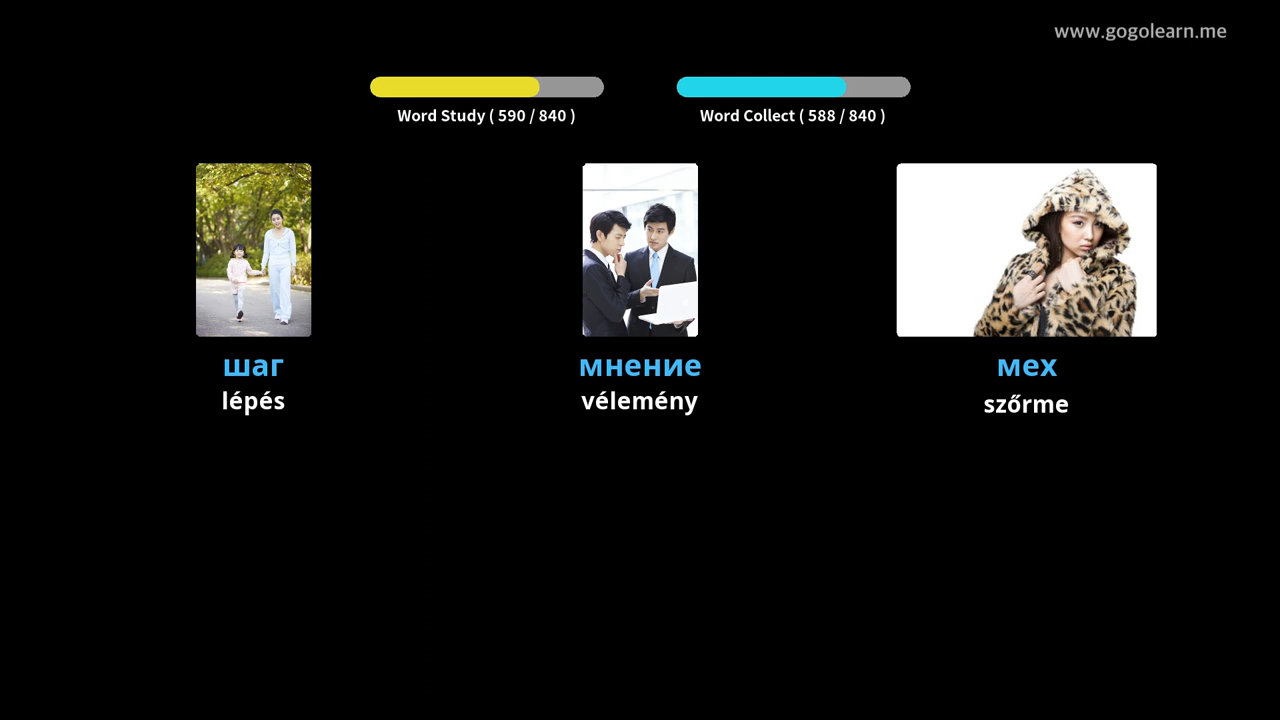 www.gogolearn.me
Word Study ( 590 / 840 )
Word Collect ( 588 / 840 )
шаг
lépés
мнение
vélemény
мех
szőrme